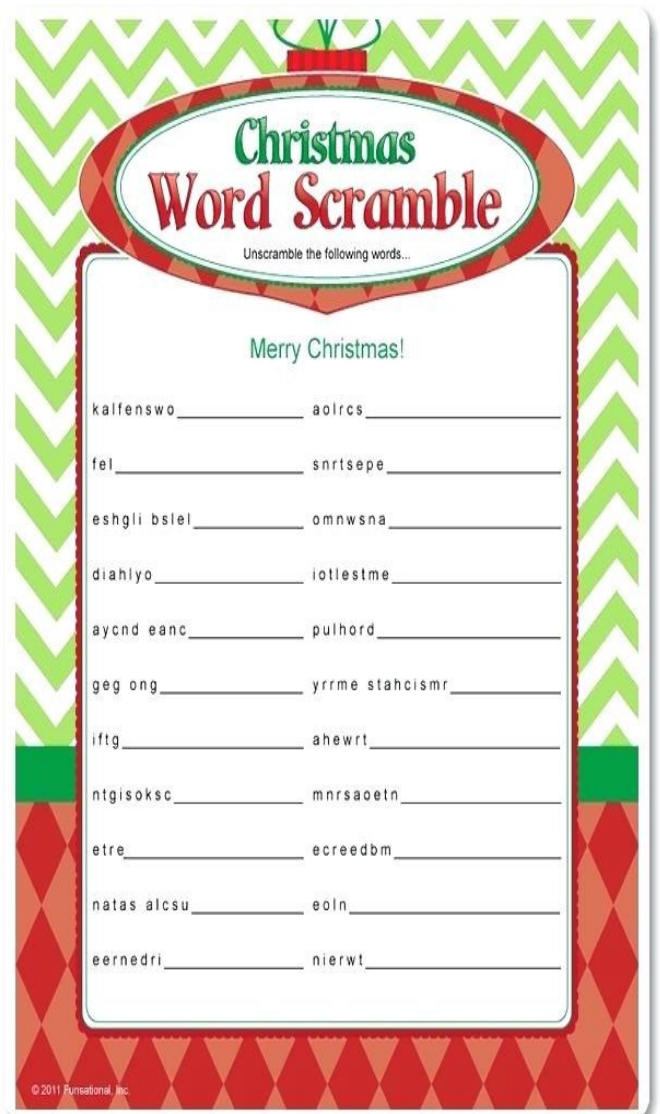 Christmas
Word Scramble
Unscramble the following words...
Merry Christmas!
kalfenswo
aolrcs
fel
snrtsepe
eshgli bslel
omnwsna
diahlyo
iotlestme
aycnd eanc
pulhord
geg ong
yrrme stahcismr
iftg
ahewrt
ntgisoksc
mnrsaoetn
etre
ecreedbm
natas alcsu
eoln
eernedri
nierwt
© 2011 Funsational, Inc.